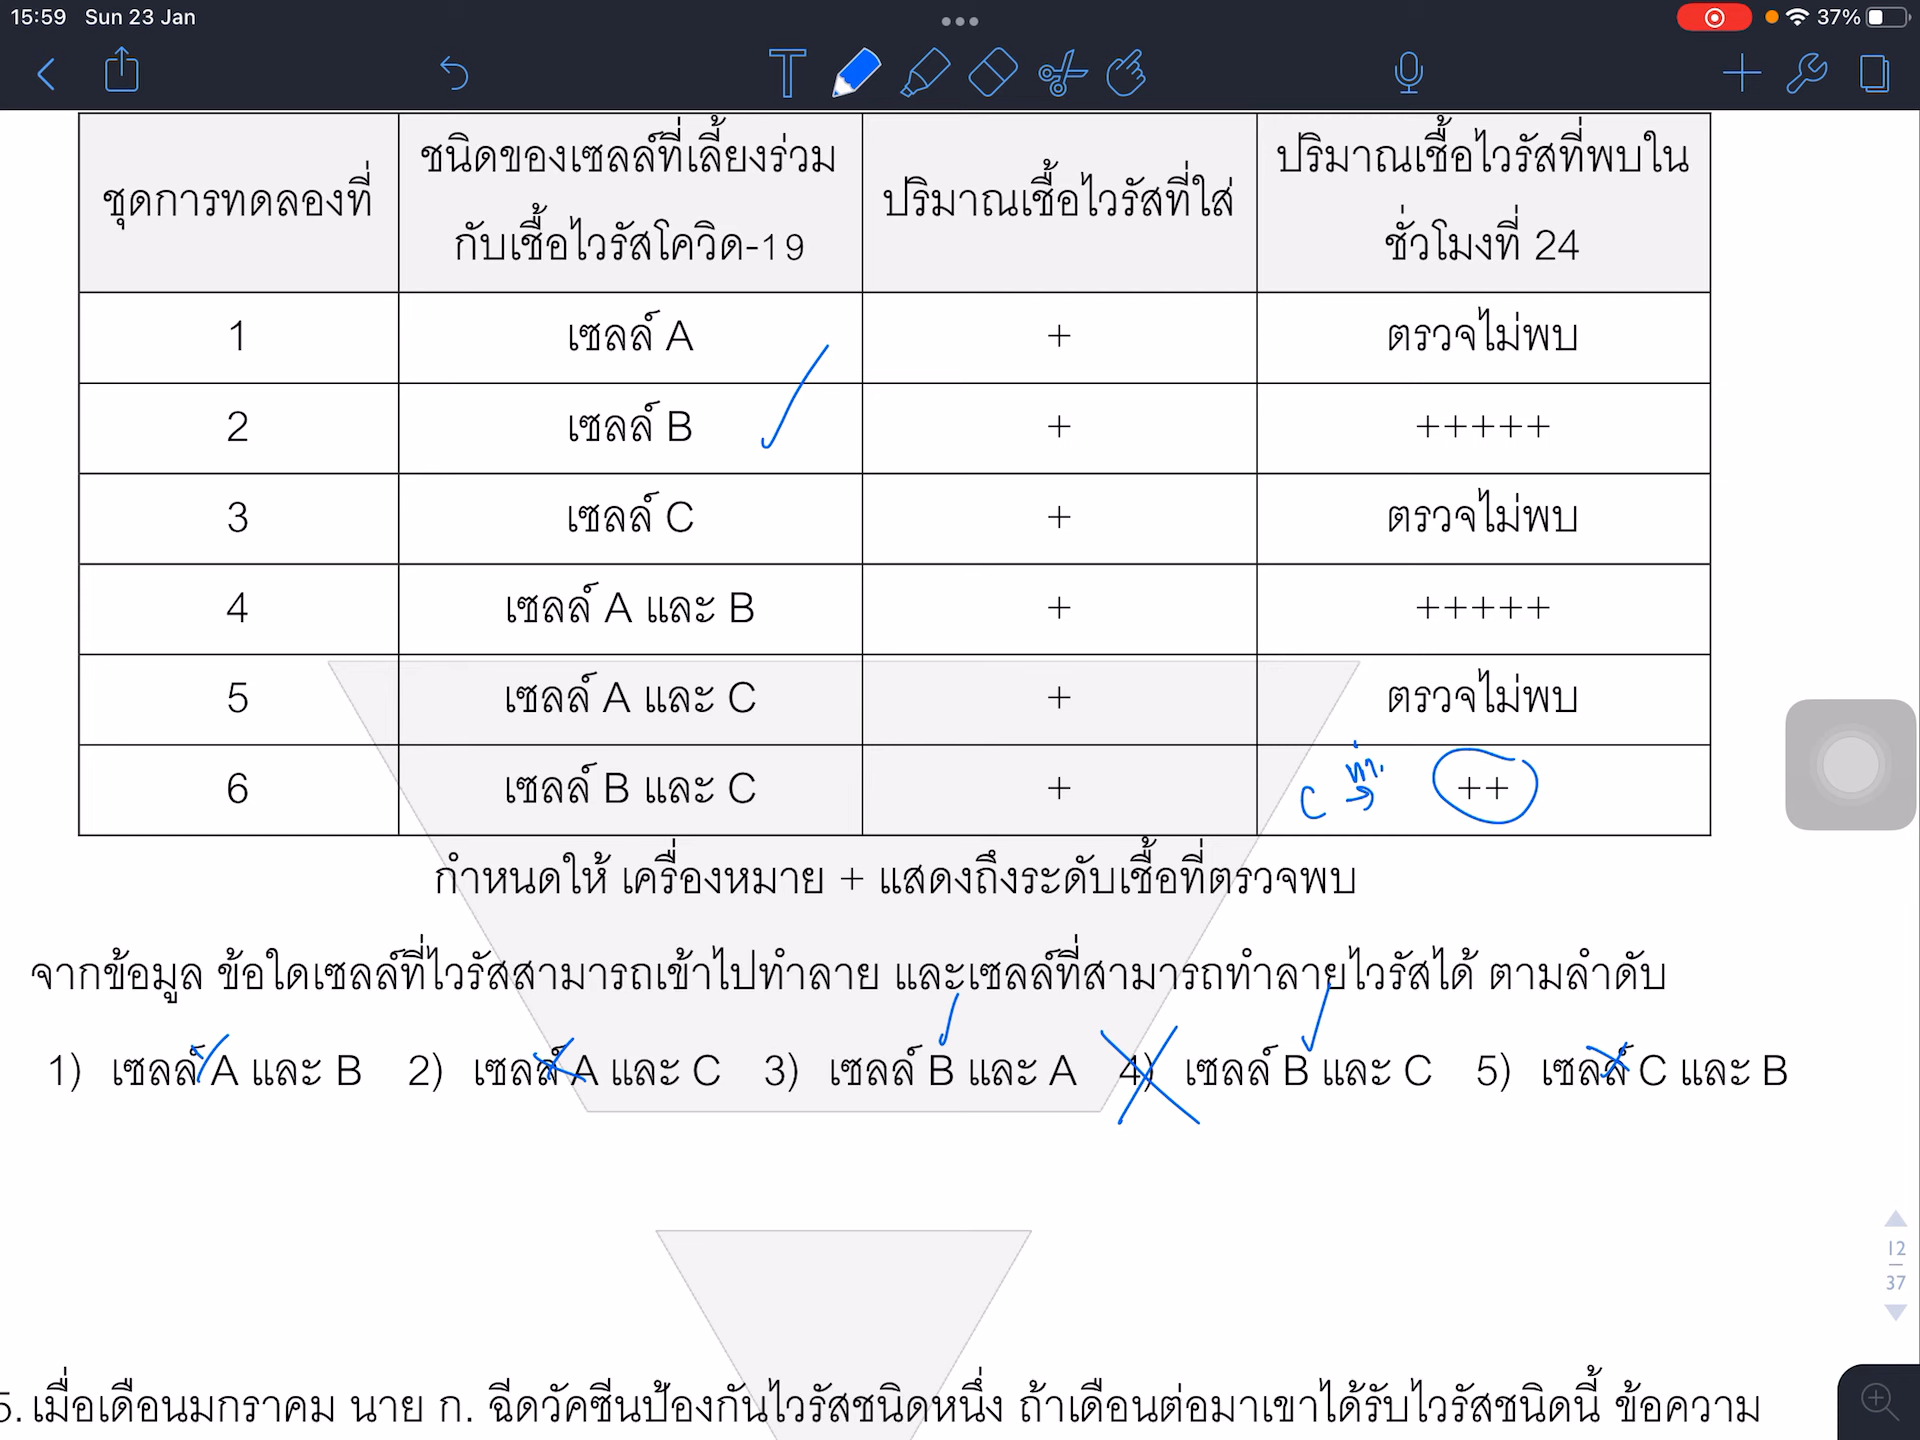 15:59 Sun 23 Jan 37%
ชุดการทดลองที่ ชนิดของเซลล์ที่เลี้ยงร่วมกับเชื้อไวรัสโควิด-19 ปริมาณเชื้อไวรัสที่ใส่ ปริมาณเชื้อไวรัสที่พบในชั่วโมงที่ 24
1 เซลล์ A + ตรวจไม่พบ
2 เซลล์ B + +++++
3 เซลล์ C + ตรวจไม่พบ
4 เซลล์ A และ B + +++++
5 เซลล์ A และ C + ตรวจไม่พบ
6 เซลล์ B และ C + C → ++
กำหนดให้ เครื่องหมาย + แสดงถึงระดับเชื้อที่ตรวจพบ
จากข้อมูล ข้อใดเซลล์ที่ไวรัสสามารถเข้าไปทำลาย และเซลล์ที่สามารถทำลายไวรัสได้ ตามลำดับ
1) เซลล์ A และ B 2) เซลล์ A และ C 3) เซลล์ B และ A 4) เซลล์ B และ C 5) เซลล์ C และ B
12
37
5. เมื่อเดือนมกราคม นาย ก. ฉีดวัคซีนป้องกันไวรัสชนิดหนึ่ง ถ้าเดือนต่อมาเขาได้รับไวรัสชนิดนี้ ข้อความ